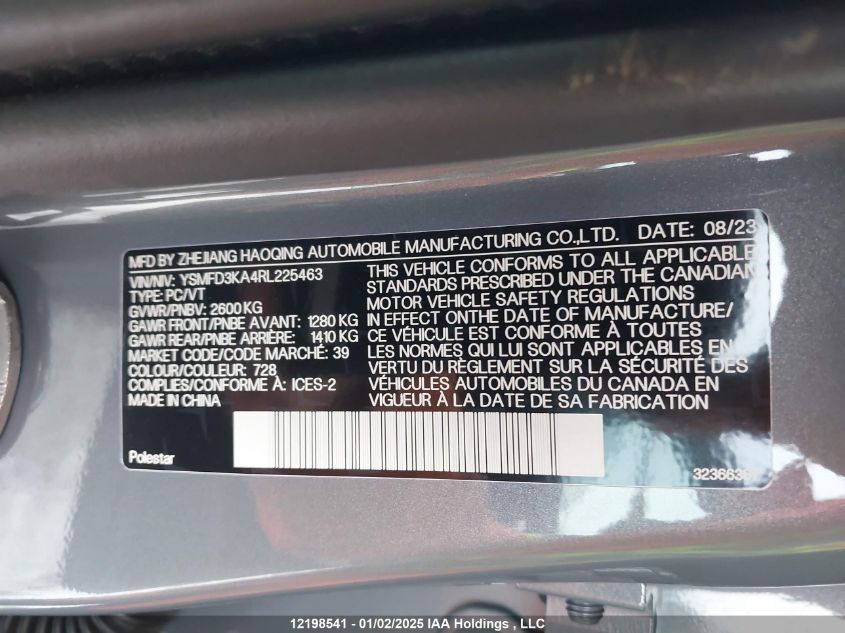 MFD BY ZHEJIANG HAOQING AUTOMOBILE MANUFACTURING CO.,LTD. DATE: 08/23
VIN/NIV: YSMFD3KA4RL225463
TYPE: PC/VT
GVWR/PNBV: 2600 KG
GAWR FRONT/PNBE AVANT: 1280 KG
GAWR REAR/PNBE ARRIÈRE: 1410 KG
MARKET CODE/CODE MARCHÉ: 39
COLOUR/COULEUR: 728
COMPLIES/CONFORME À: ICES-2
MADE IN CHINA
THIS VEHICLE CONFORMS TO ALL APPLICABLE
STANDARDS PRESCRIBED UNDER THE CANADIAN
MOTOR VEHICLE SAFETY REGULATIONS
IN EFFECT ONTHE DATE OF MANUFACTURE/
CE VÉHICULE EST CONFORME À TOUTES
LES NORMES QUI LUI SONT APPLICABLES EN
VERTU DU RÈGLEMENT SUR LA SÉCURITÉ DES
VÉHICULES AUTOMOBILES DU CANADA EN
VIGUEUR À LA DATE DE SA FABRICATION
Polestar
12198541 - 01/02/2025 IAA Holdings , LLC